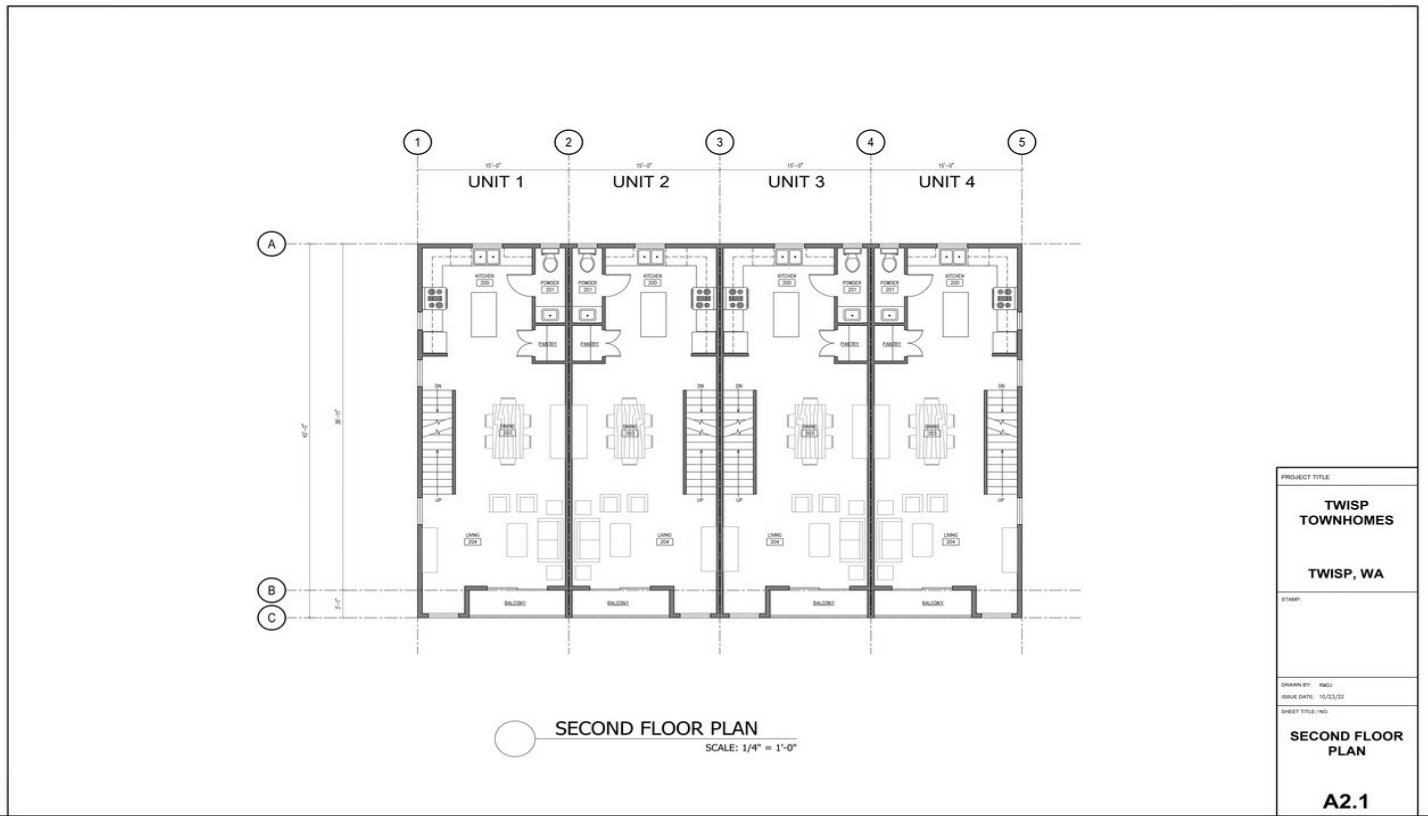 1 2 3 4 5
15'-0" 15'-0" 15'-0" 15'-0"
UNIT 1 UNIT 2 UNIT 3 UNIT 4
A
KITCHEN POWDER POWDER KITCHEN KITCHEN POWDER POWDER KITCHEN
200 201 201 200 200 201 201 200
PANTRY PANTRY PANTRY PANTRY
DN DN DN DN
42'-0"
DINING DINING DINING DINING
203 203 203 203
UP UP UP UP
LIVING LIVING LIVING LIVING
204 204 204 204
B
BALCONY BALCONY BALCONY BALCONY
C
SECOND FLOOR PLAN
SCALE: 1/4" = 1'-0"
PROJECT TITLE
TWISP
TOWNHOMES
TWISP, WA
STAMP:
DRAWN BY:
ISSUE DATE: 10/23/22
SHEET TITLE / NO.
SECOND FLOOR
PLAN
A2.1